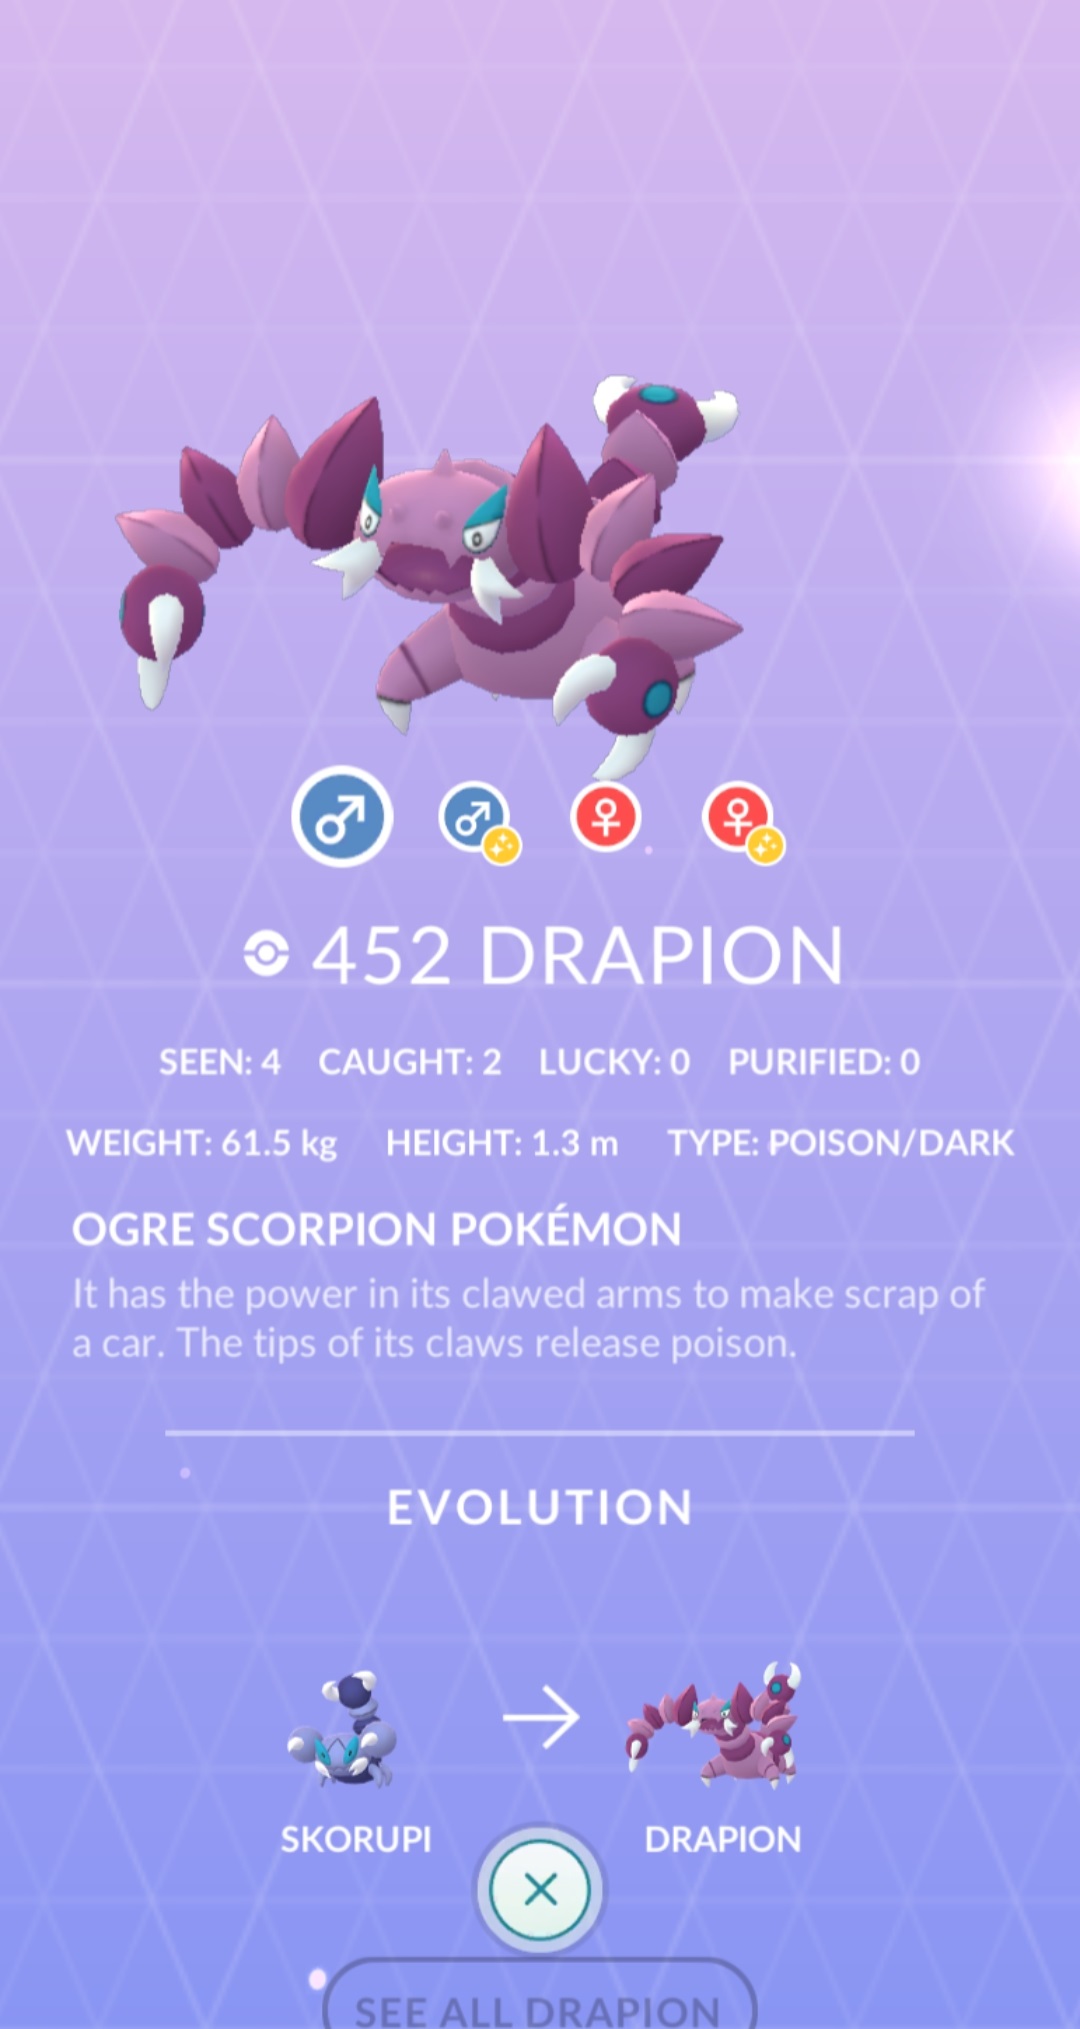 452 DRAPION
SEEN: 4 CAUGHT: 2 LUCKY: 0 PURIFIED: 0
WEIGHT: 61.5 kg HEIGHT: 1.3 m TYPE: POISON/DARK
OGRE SCORPION POKÉMON
It has the power in its clawed arms to make scrap of
a car. The tips of its claws release poison.
EVOLUTION
SKORUPI DRAPION
SEE ALL DRAPION